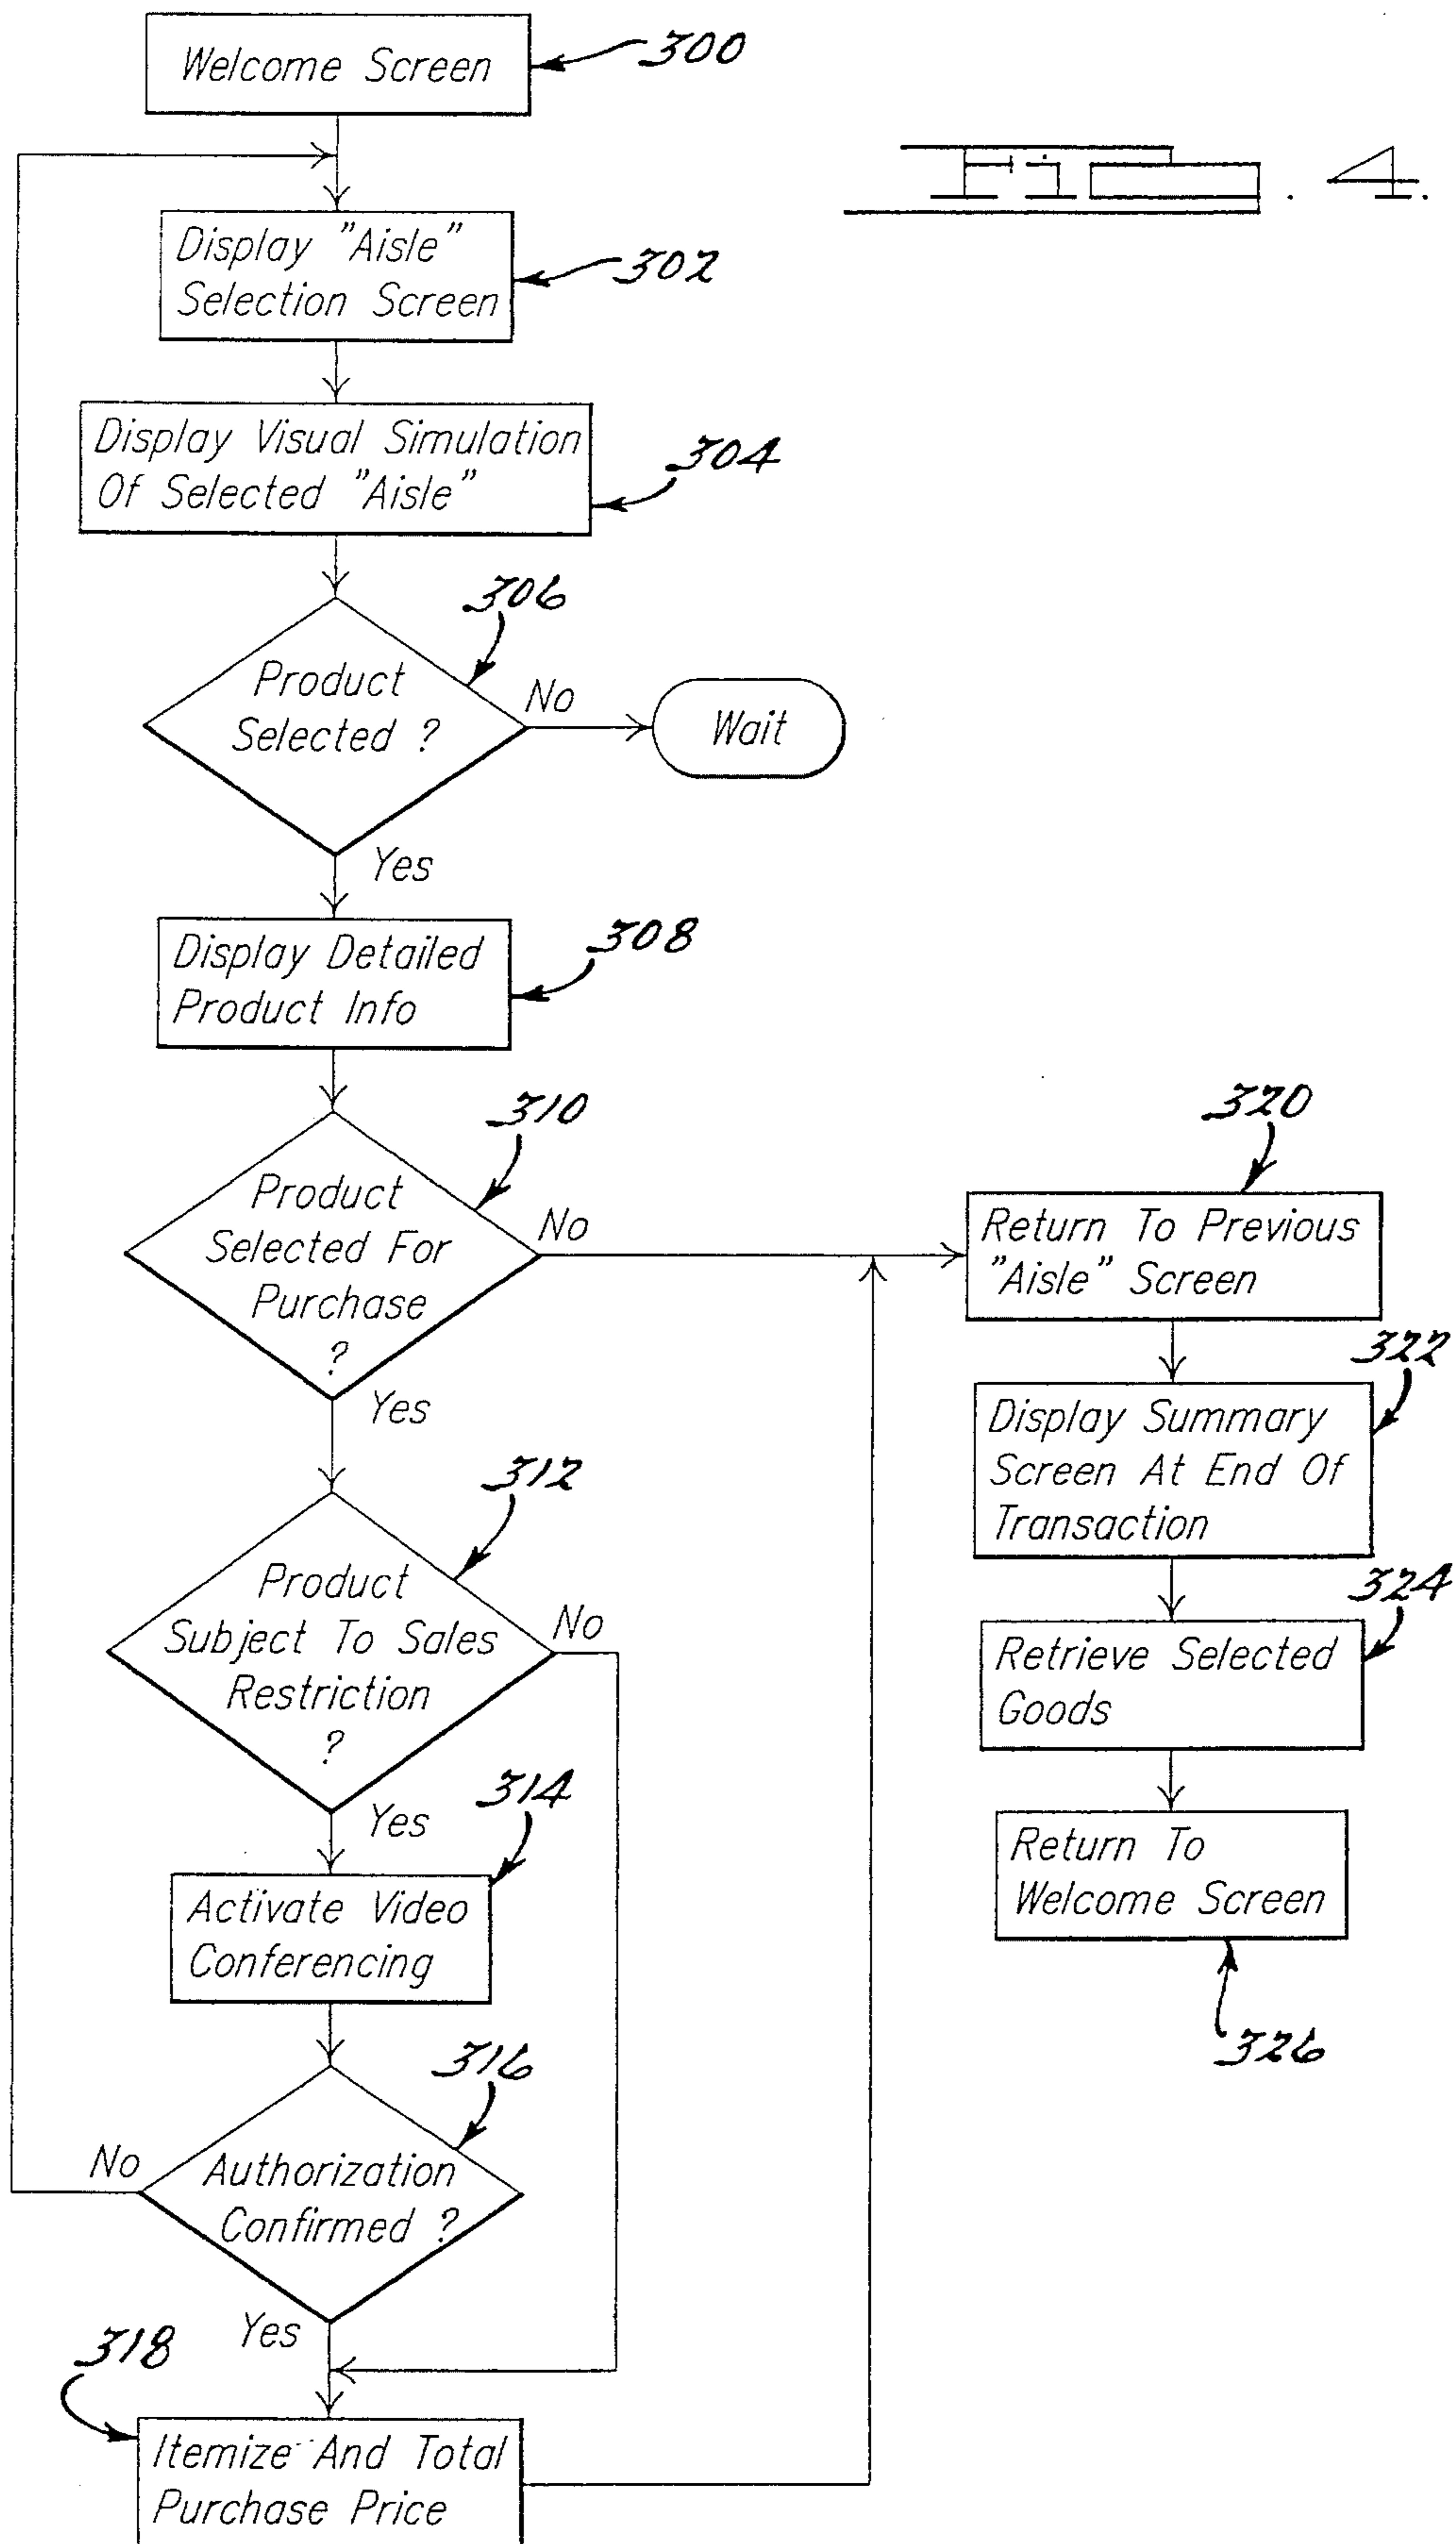 Welcome Screen
300
Fig. 4.
Display "Aisle"
Selection Screen
302
Display Visual Simulation
Of Selected "Aisle"
304
306
Product
Selected ?
No
Wait
Yes
308
Display Detailed
Product Info
310
Product
Selected For
Purchase
?
No
Yes
320
Return To Previous
"Aisle" Screen
322
Display Summary
Screen At End Of
Transaction
312
Product
Subject To Sales
Restriction
?
No
Yes
324
Retrieve Selected
Goods
314
Activate Video
Conferencing
Return To
Welcome Screen
326
316
Authorization
Confirmed ?
No
Yes
318
Itemize And Total
Purchase Price